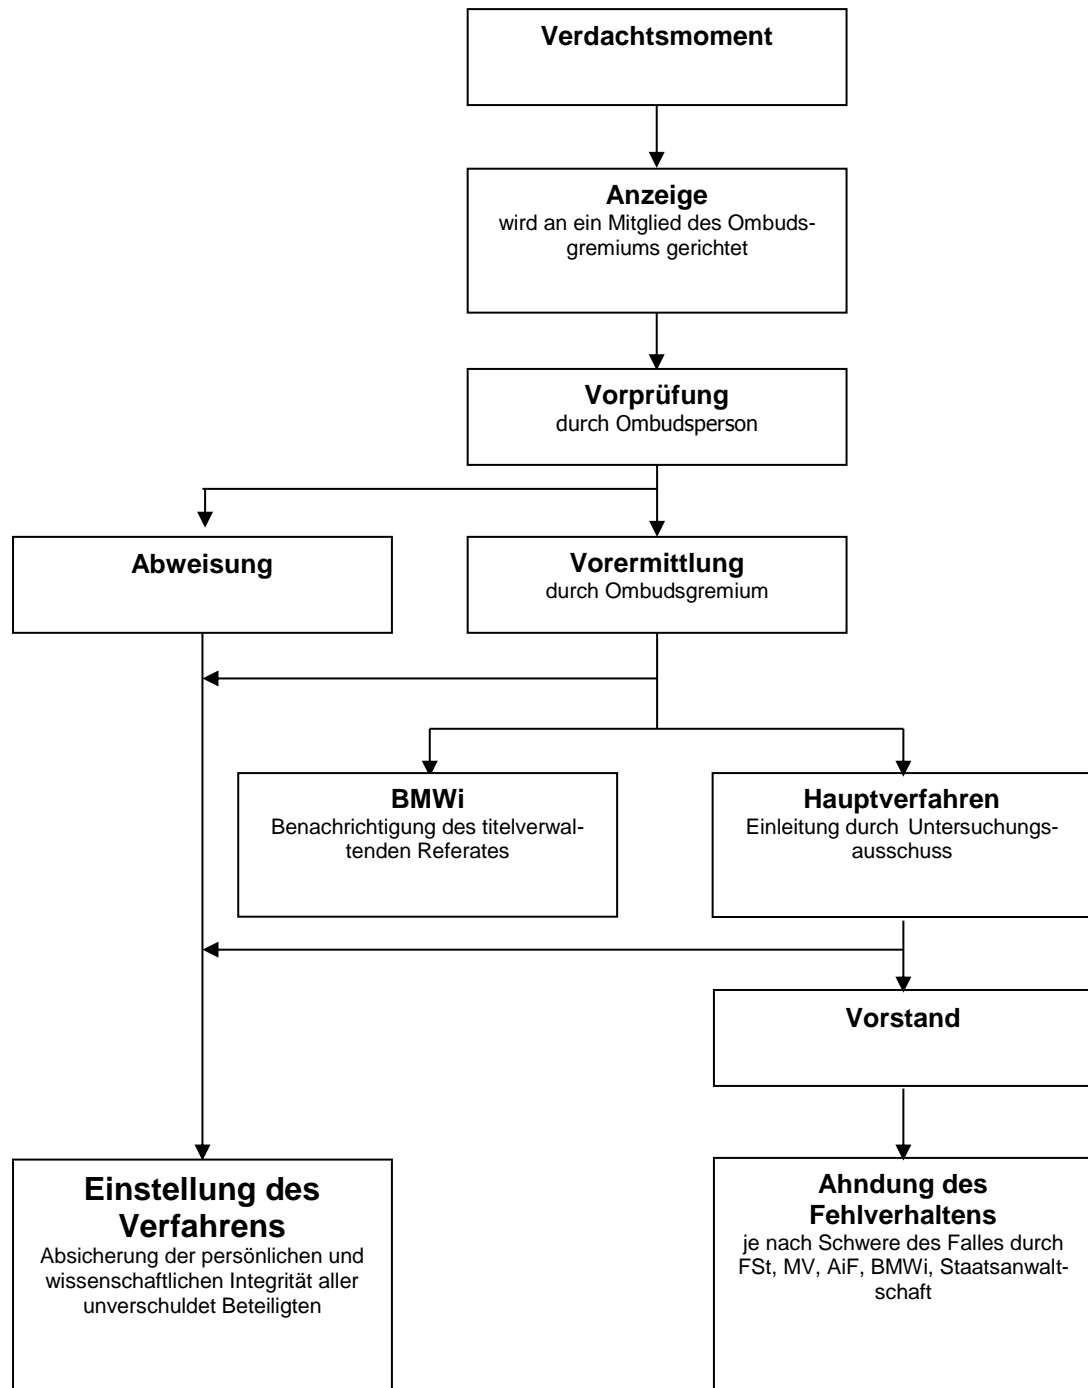 Verdachtsmoment
Anzeige
wird an ein Mitglied des Ombuds-
gremiums gerichtet
Vorprüfung
durch Ombudsperson
Abweisung
Vorermittlung
durch Ombudsgremium
BMWi
Benachrichtigung des titelverwal-
tenden Referates
Hauptverfahren
Einleitung durch Untersuchungs-
ausschuss
Vorstand
Einstellung des
Verfahrens
Absicherung der persönlichen und
wissenschaftlichen Integrität aller
unverschuldet Beteiligten
Ahndung des
Fehlverhaltens
je nach Schwere des Falles durch
FSt, MV, AiF, BMWi, Staatsanwalt-
schaft